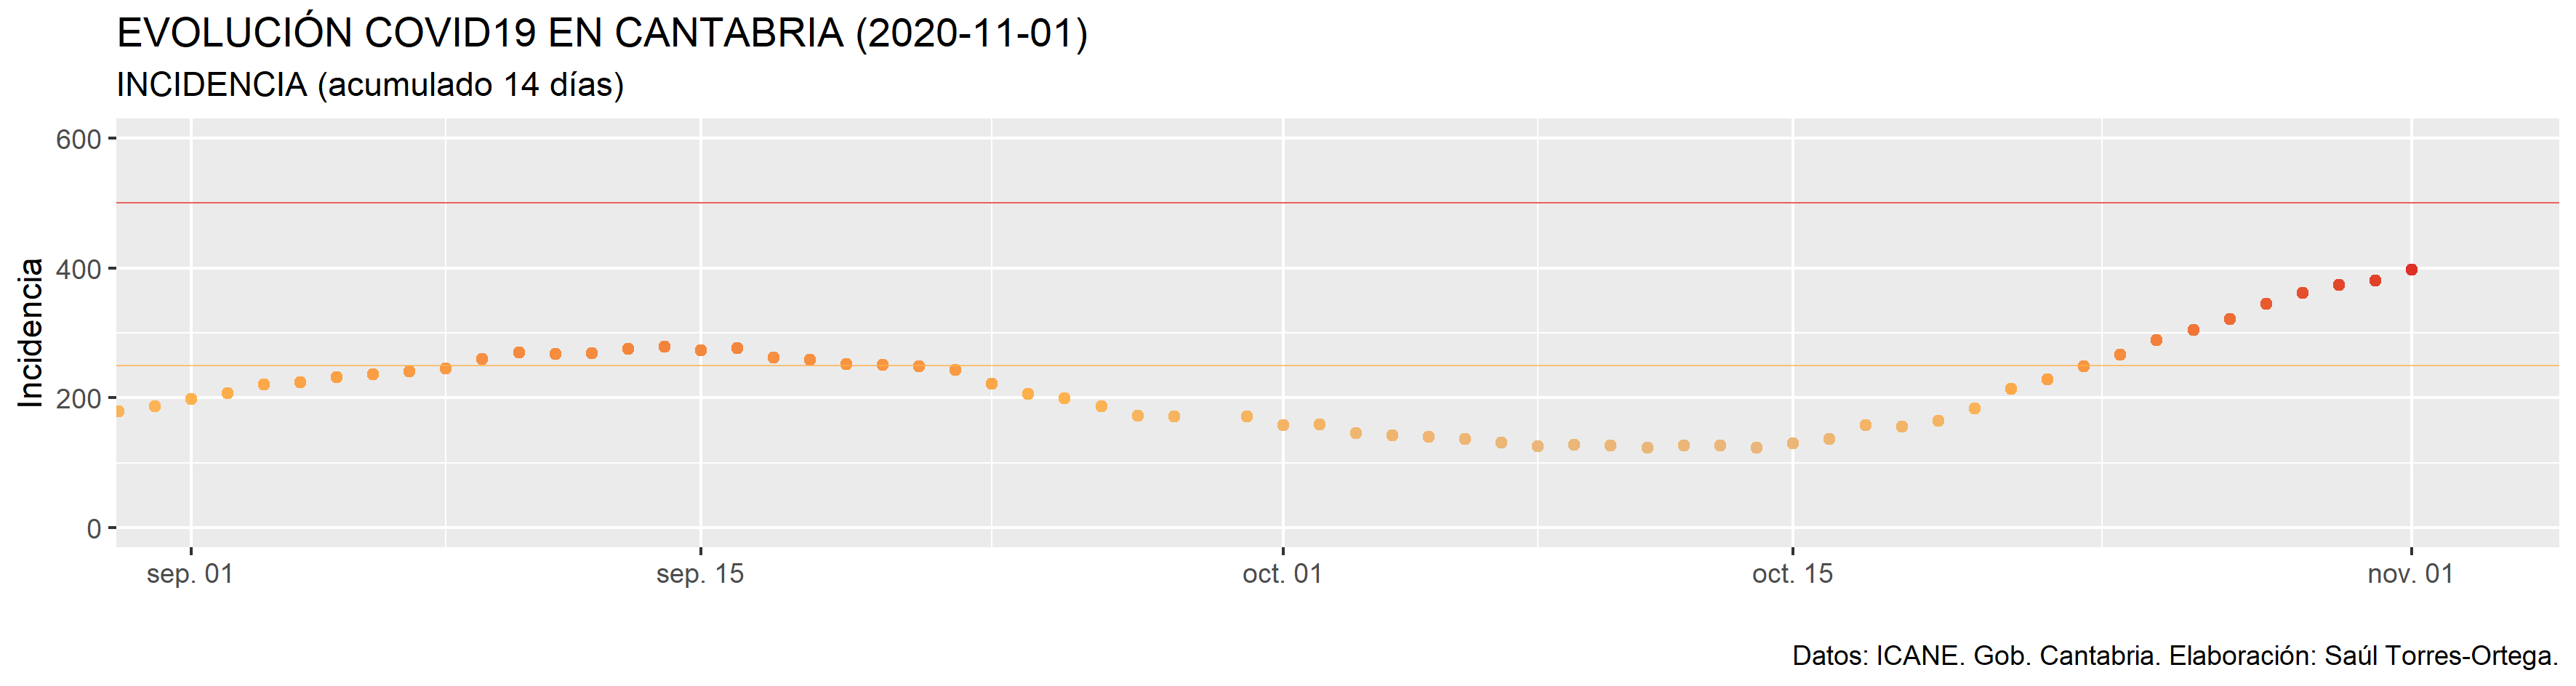 EVOLUCIÓN COVID19 EN CANTABRIA (2020-11-01)
INCIDENCIA (acumulado 14 días)
Incidencia
600
400
200
0
sep. 01
sep. 15
oct. 01
oct. 15
nov. 01
Datos: ICANE. Gob. Cantabria. Elaboración: Saúl Torres-Ortega.